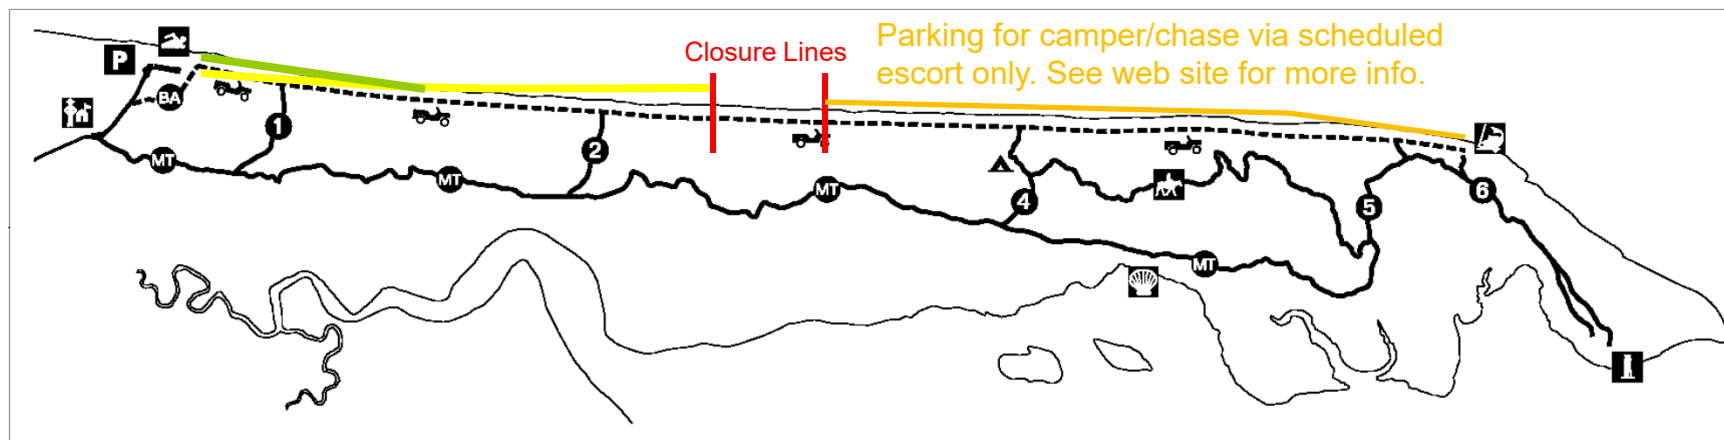 Closure Lines
Parking for camper/chase via scheduled
escort only. See web site for more info.
P
BA
1
2
MT
MT
MT
4
5
6
MT